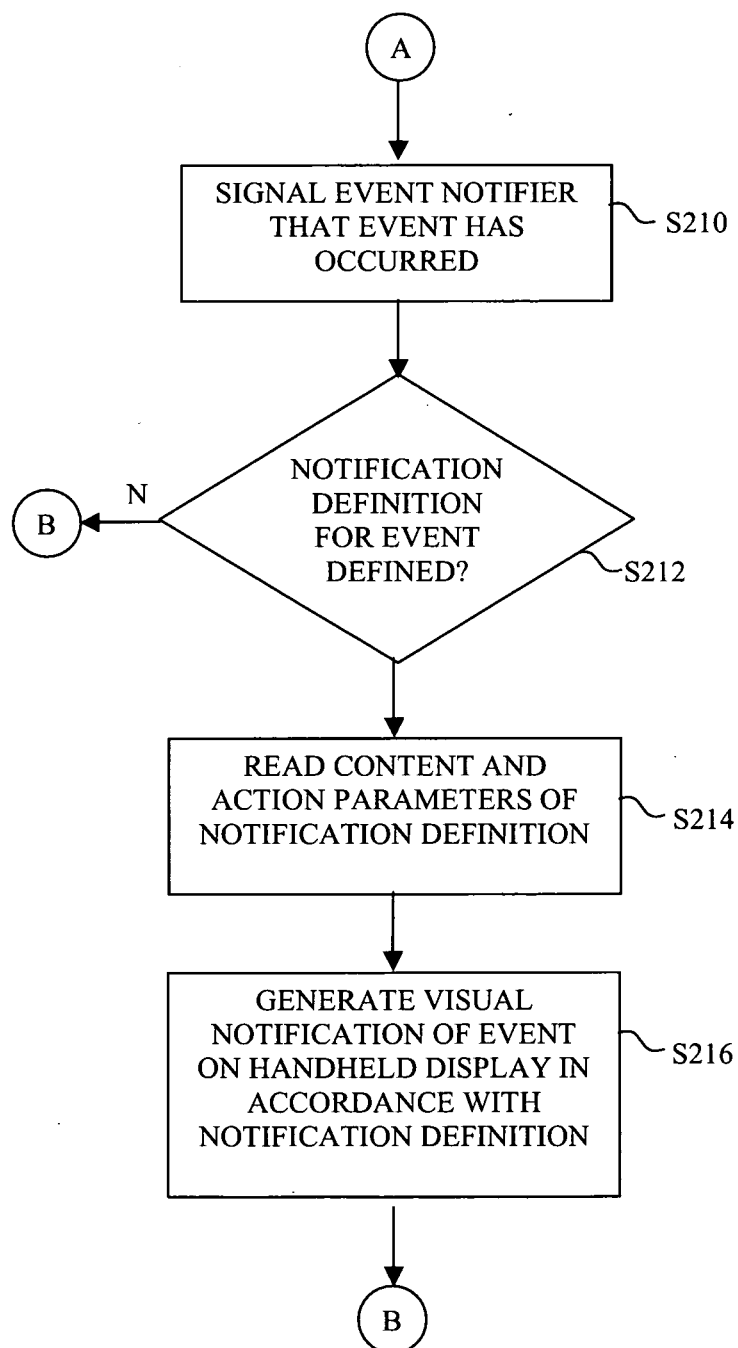 A
SIGNAL EVENT NOTIFIER
THAT EVENT HAS
OCCURRED
S210
NOTIFICATION
DEFINITION
FOR EVENT
DEFINED?
N
B
S212
READ CONTENT AND
ACTION PARAMETERS OF
NOTIFICATION DEFINITION
S214
GENERATE VISUAL
NOTIFICATION OF EVENT
ON HANDHELD DISPLAY IN
ACCORDANCE WITH
NOTIFICATION DEFINITION
S216
B